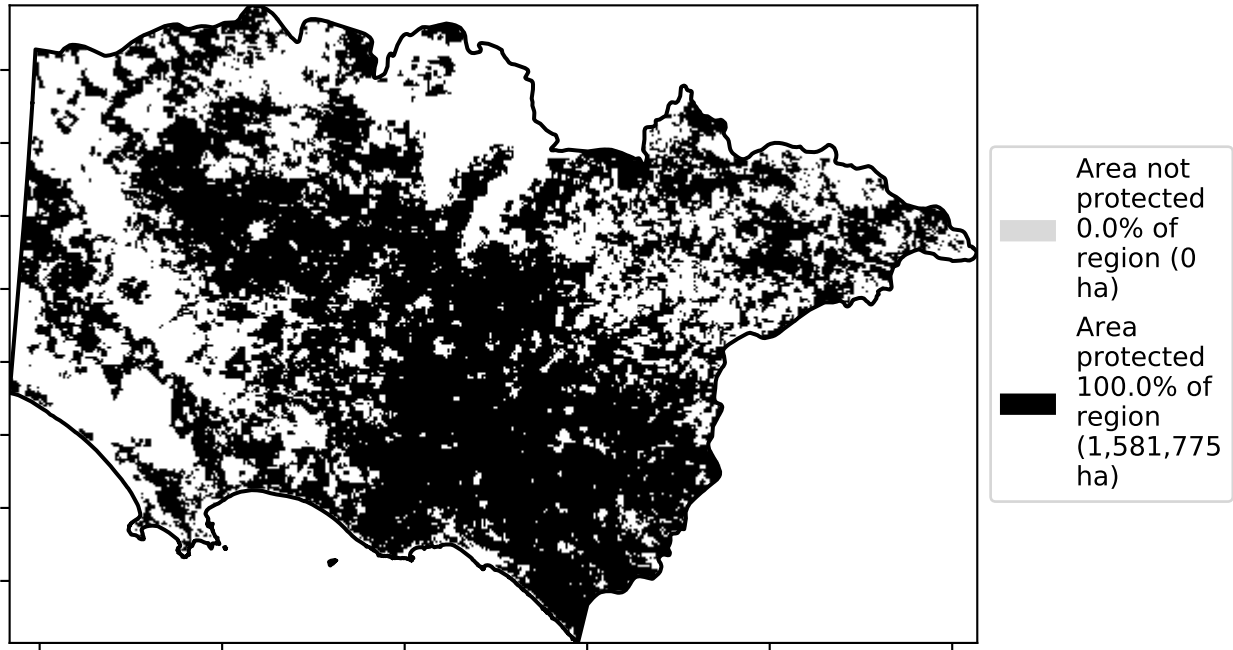 Area not
protected
0.0% of
region (0
ha)
Area
protected
100.0% of
region
(1,581,775
ha)